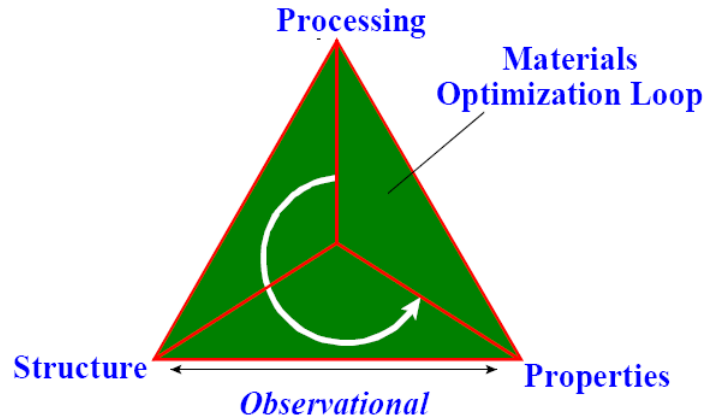 Processing
Materials
Optimization Loop
Structure
Properties
Observational